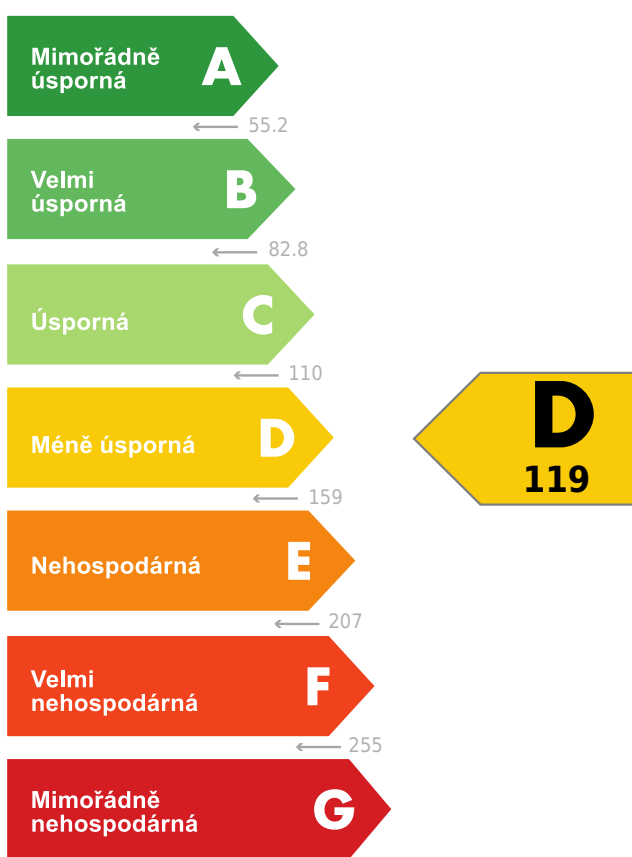 Mimořádně
úsporná
A
← 55.2
Velmi
úsporná
B
← 82.8
Úsporná
C
← 110
Méně úsporná
D
D
119
← 159
Nehospodárná
E
← 207
Velmi
nehospodárná
F
← 255
Mimořádně
nehospodárná
G